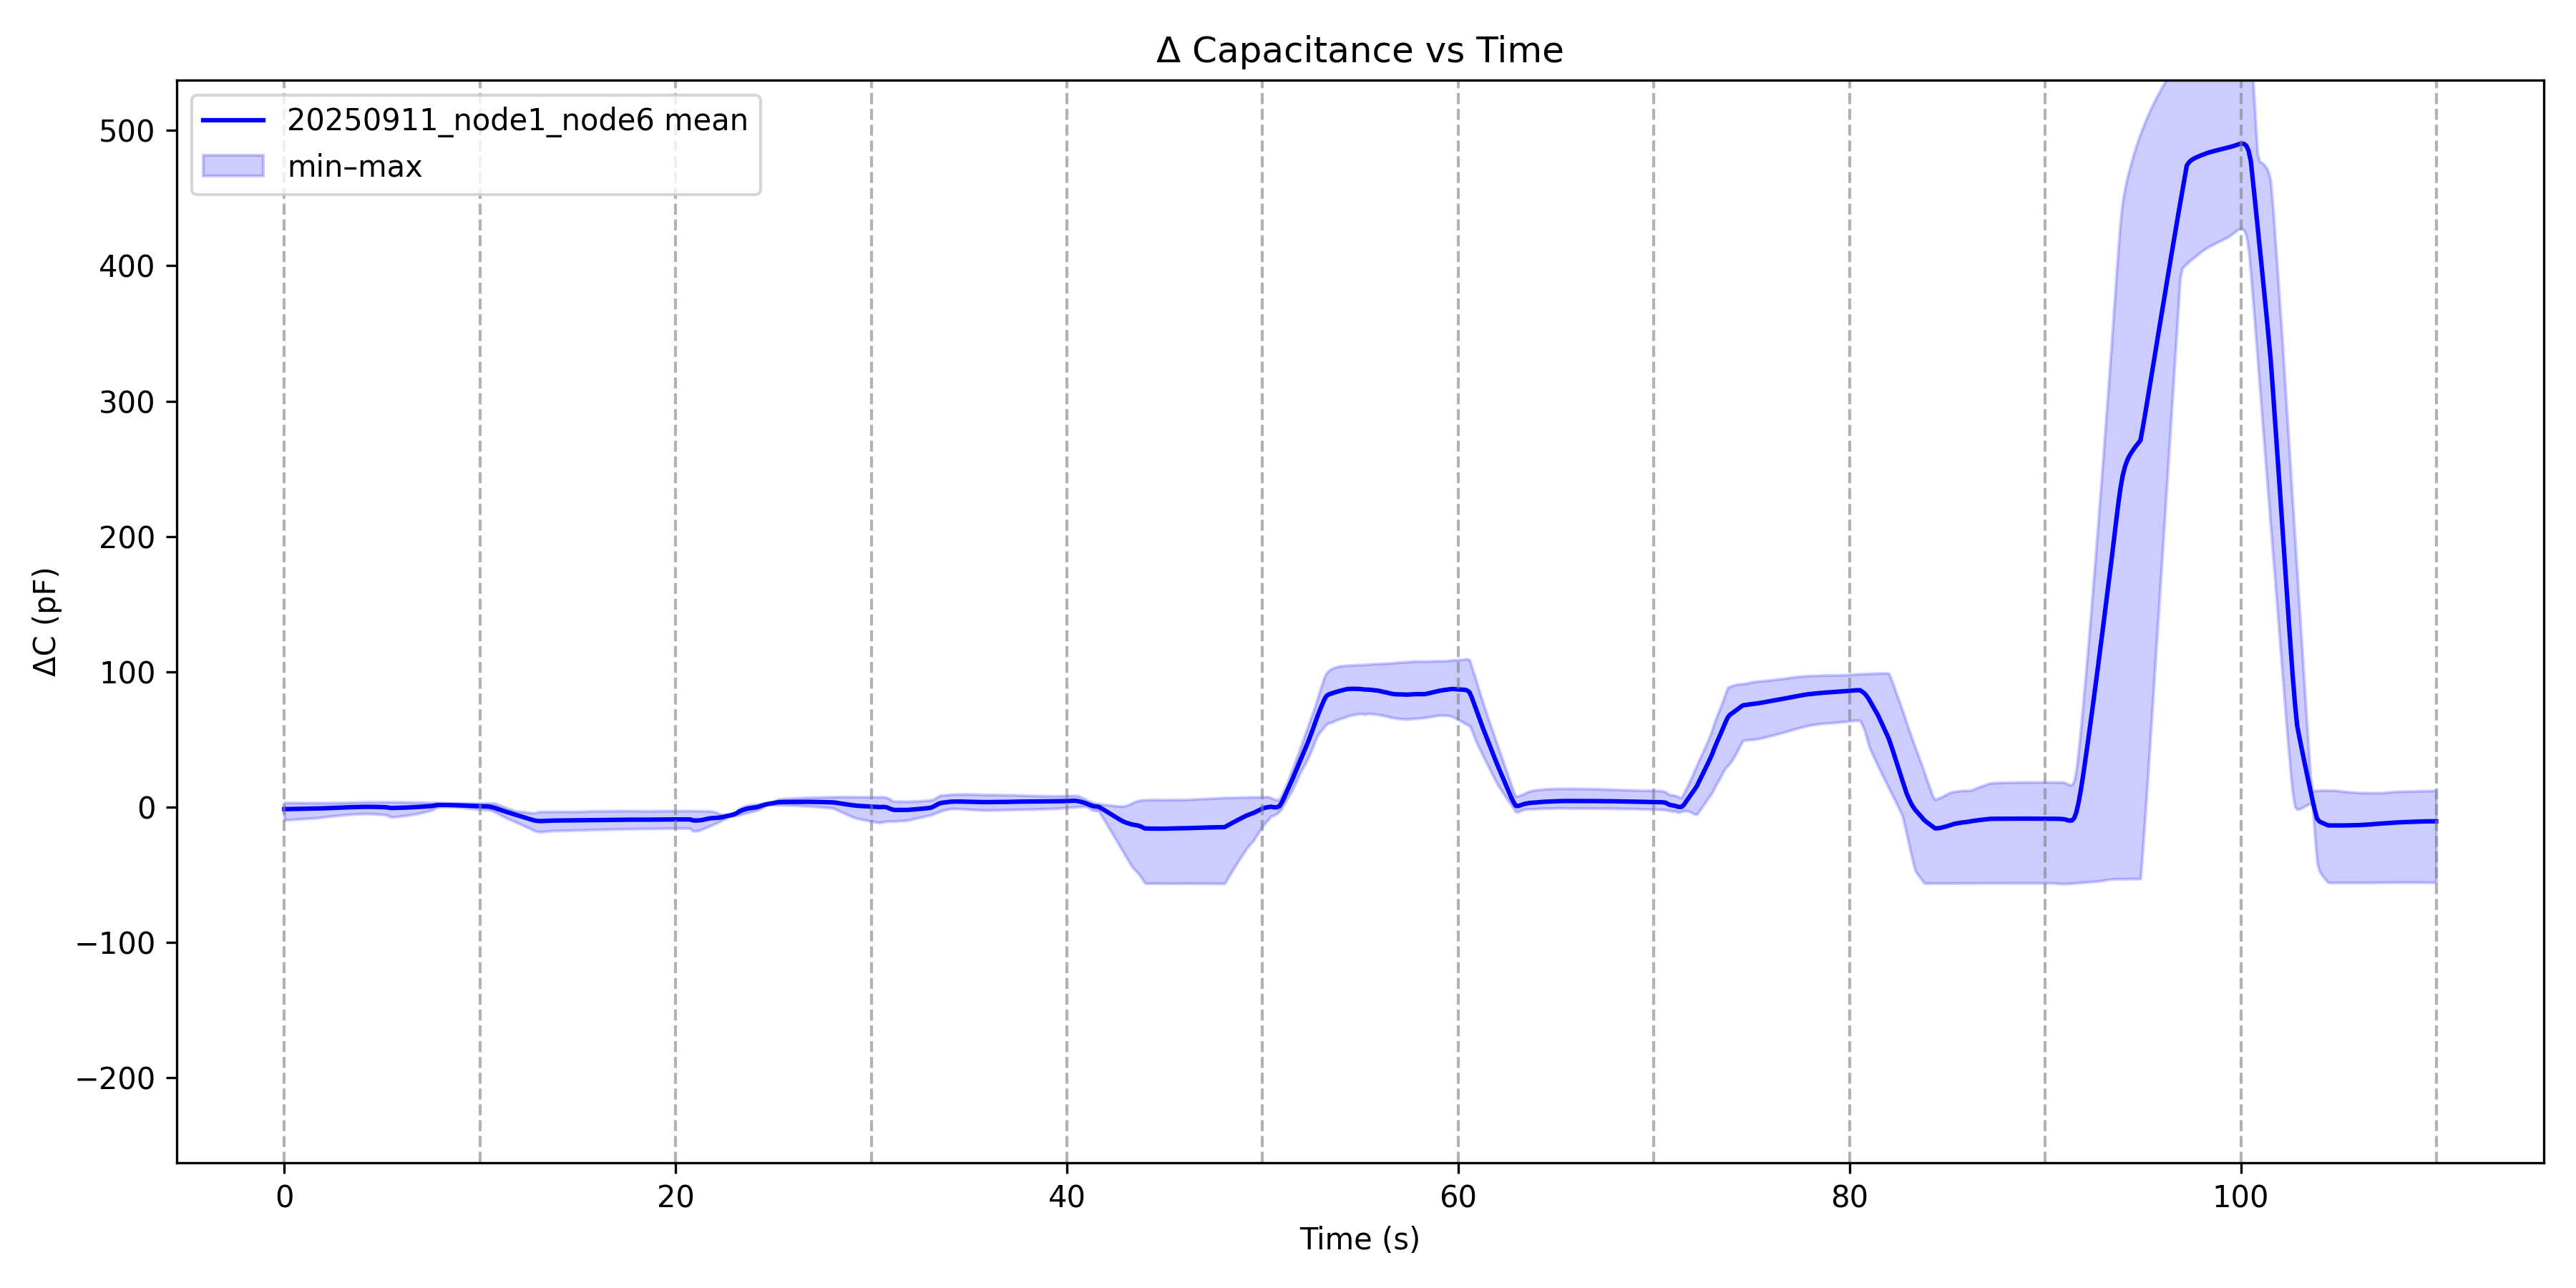 Δ Capacitance vs Time
20250911_node1_node6 mean
min–max
500
400
300
200
100
0
−100
−200
ΔC (pF)
0 20 40 60 80 100
Time (s)